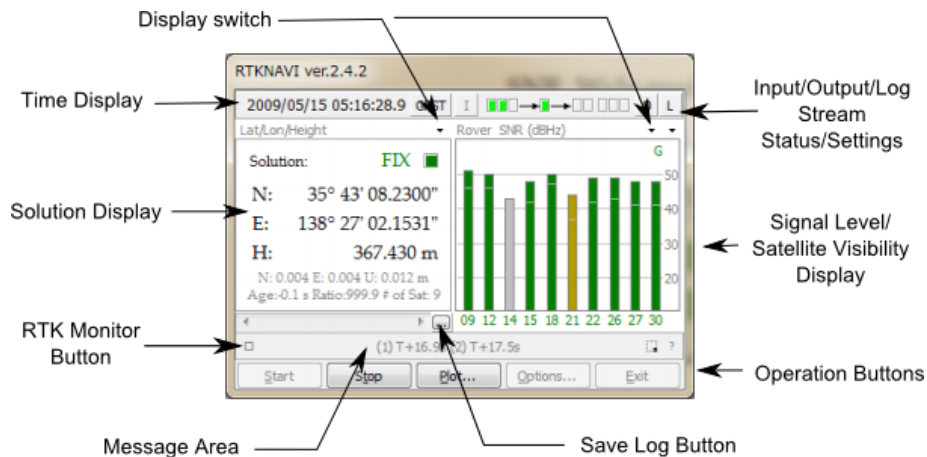 Display switch
RTKNAVI ver.2.4.2
Time Display
2009/05/15 05:16:28.9
I
L
Input/Output/Log
Stream
Status/Settings
Lat/Lon/Height
Rover SNR (dBHz)
Solution: FIX
G
50
40
30
20
N: 35° 43' 08.2300"
E: 138° 27' 02.1531"
H: 367.430 m
N: 0.004 E: 0.004 U: 0.012 m
Age:-0.1 s Ratio:999.9 # of Sat: 9
Solution Display
Signal Level/
Satellite Visibility
Display
09 12 14 15 18 21 22 26 27 30
...
RTK Monitor
Button
(1) T+16.9s (2) T+17.5s
?
Start Stop Plot... Options... Exit
Operation Buttons
Message Area
Save Log Button